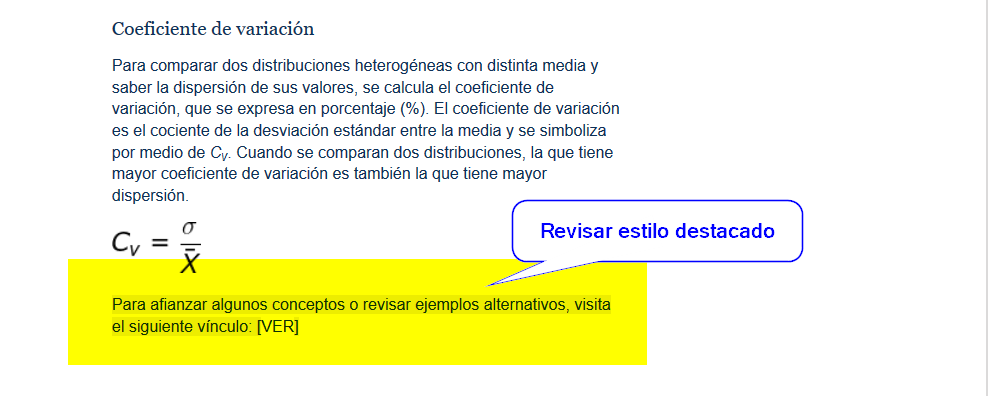 Coeficiente de variación
Para comparar dos distribuciones heterogéneas con distinta media y
saber la dispersión de sus valores, se calcula el coeficiente de
variación, que se expresa en porcentaje (%). El coeficiente de variación
es el cociente de la desviación estándar entre la media y se simboliza
por medio de Cv. Cuando se comparan dos distribuciones, la que tiene
mayor coeficiente de variación es también la que tiene mayor
dispersión.
Revisar estilo destacado
Cv = σ / X̄
Para afianzar algunos conceptos o revisar ejemplos alternativos, visita
el siguiente vínculo: [VER]